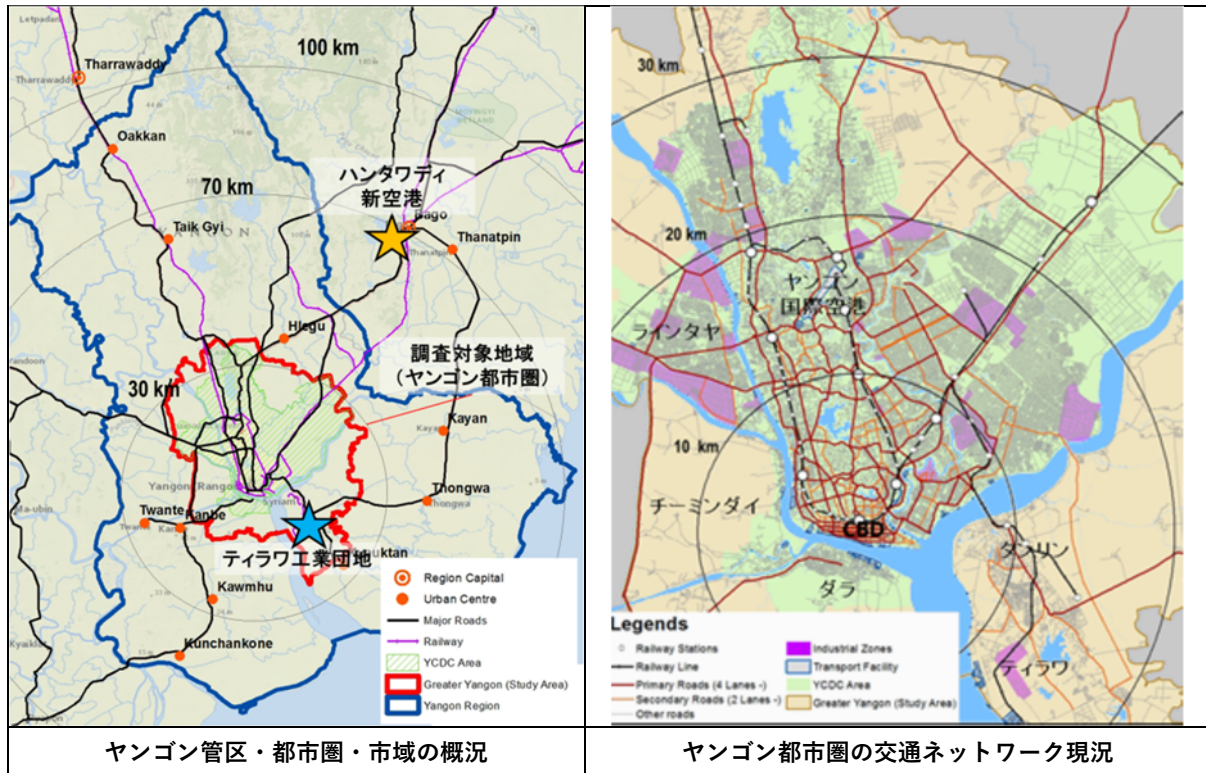 Letpadan
100 km
Tharrawaddy
Tharrawaddy
Oakkan
70 km
ハンタワディ
新空港
Bago
Taik Gyi
Thanatpin
Thanatpin
Hlegu
調査対象地域
(ヤンゴン都市圏)
30 km
Kayan
Yangon (Rangoon)
Syriam
Thongwa
Thongwa
Twante
Kanbe
Ma-ubin
ティラワ工業団地
Kawmhu
Kunchankone
Region Capital
Urban Centre
Major Roads
Railway
YCDC Area
Greater Yangon (Study Area)
Yangon Region
ヤンゴン管区・都市圏・市域の概況
30 km
20 km
ヤンゴン
国際空港
ラインタヤ
10 km
チーミンダイ
CBD
タンリン
ダラ
ティラワ
Legends
Railway Stations
Railway Line
Primary Roads (4 Lanes -)
Secondary Roads (2 Lanes -)
Other roads
Industrial Zones
Transport Facility
YCDC Area
Greater Yangon (Study Area)
ヤンゴン都市圏の交通ネットワーク現況